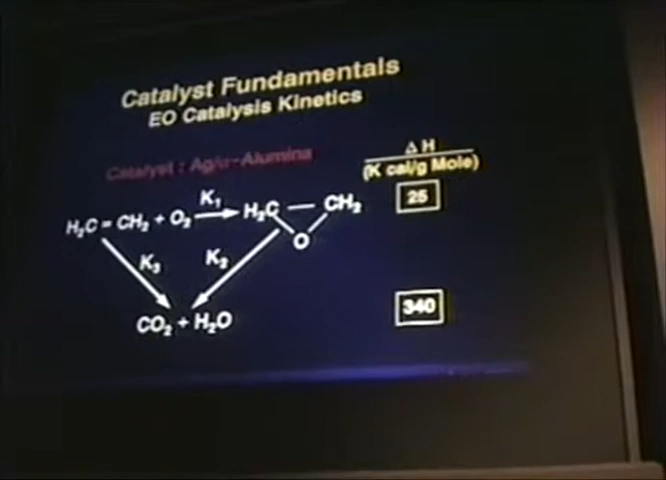 Catalyst Fundamentals
EO Catalysis Kinetics
Catalyst : Ag/α-Alumina
Δ H
(K cal/g Mole)
H₂C = CH₂ + O₂ K₁ H₂C — CH₂ 25
O
K₃ K₂
CO₂ + H₂O 340